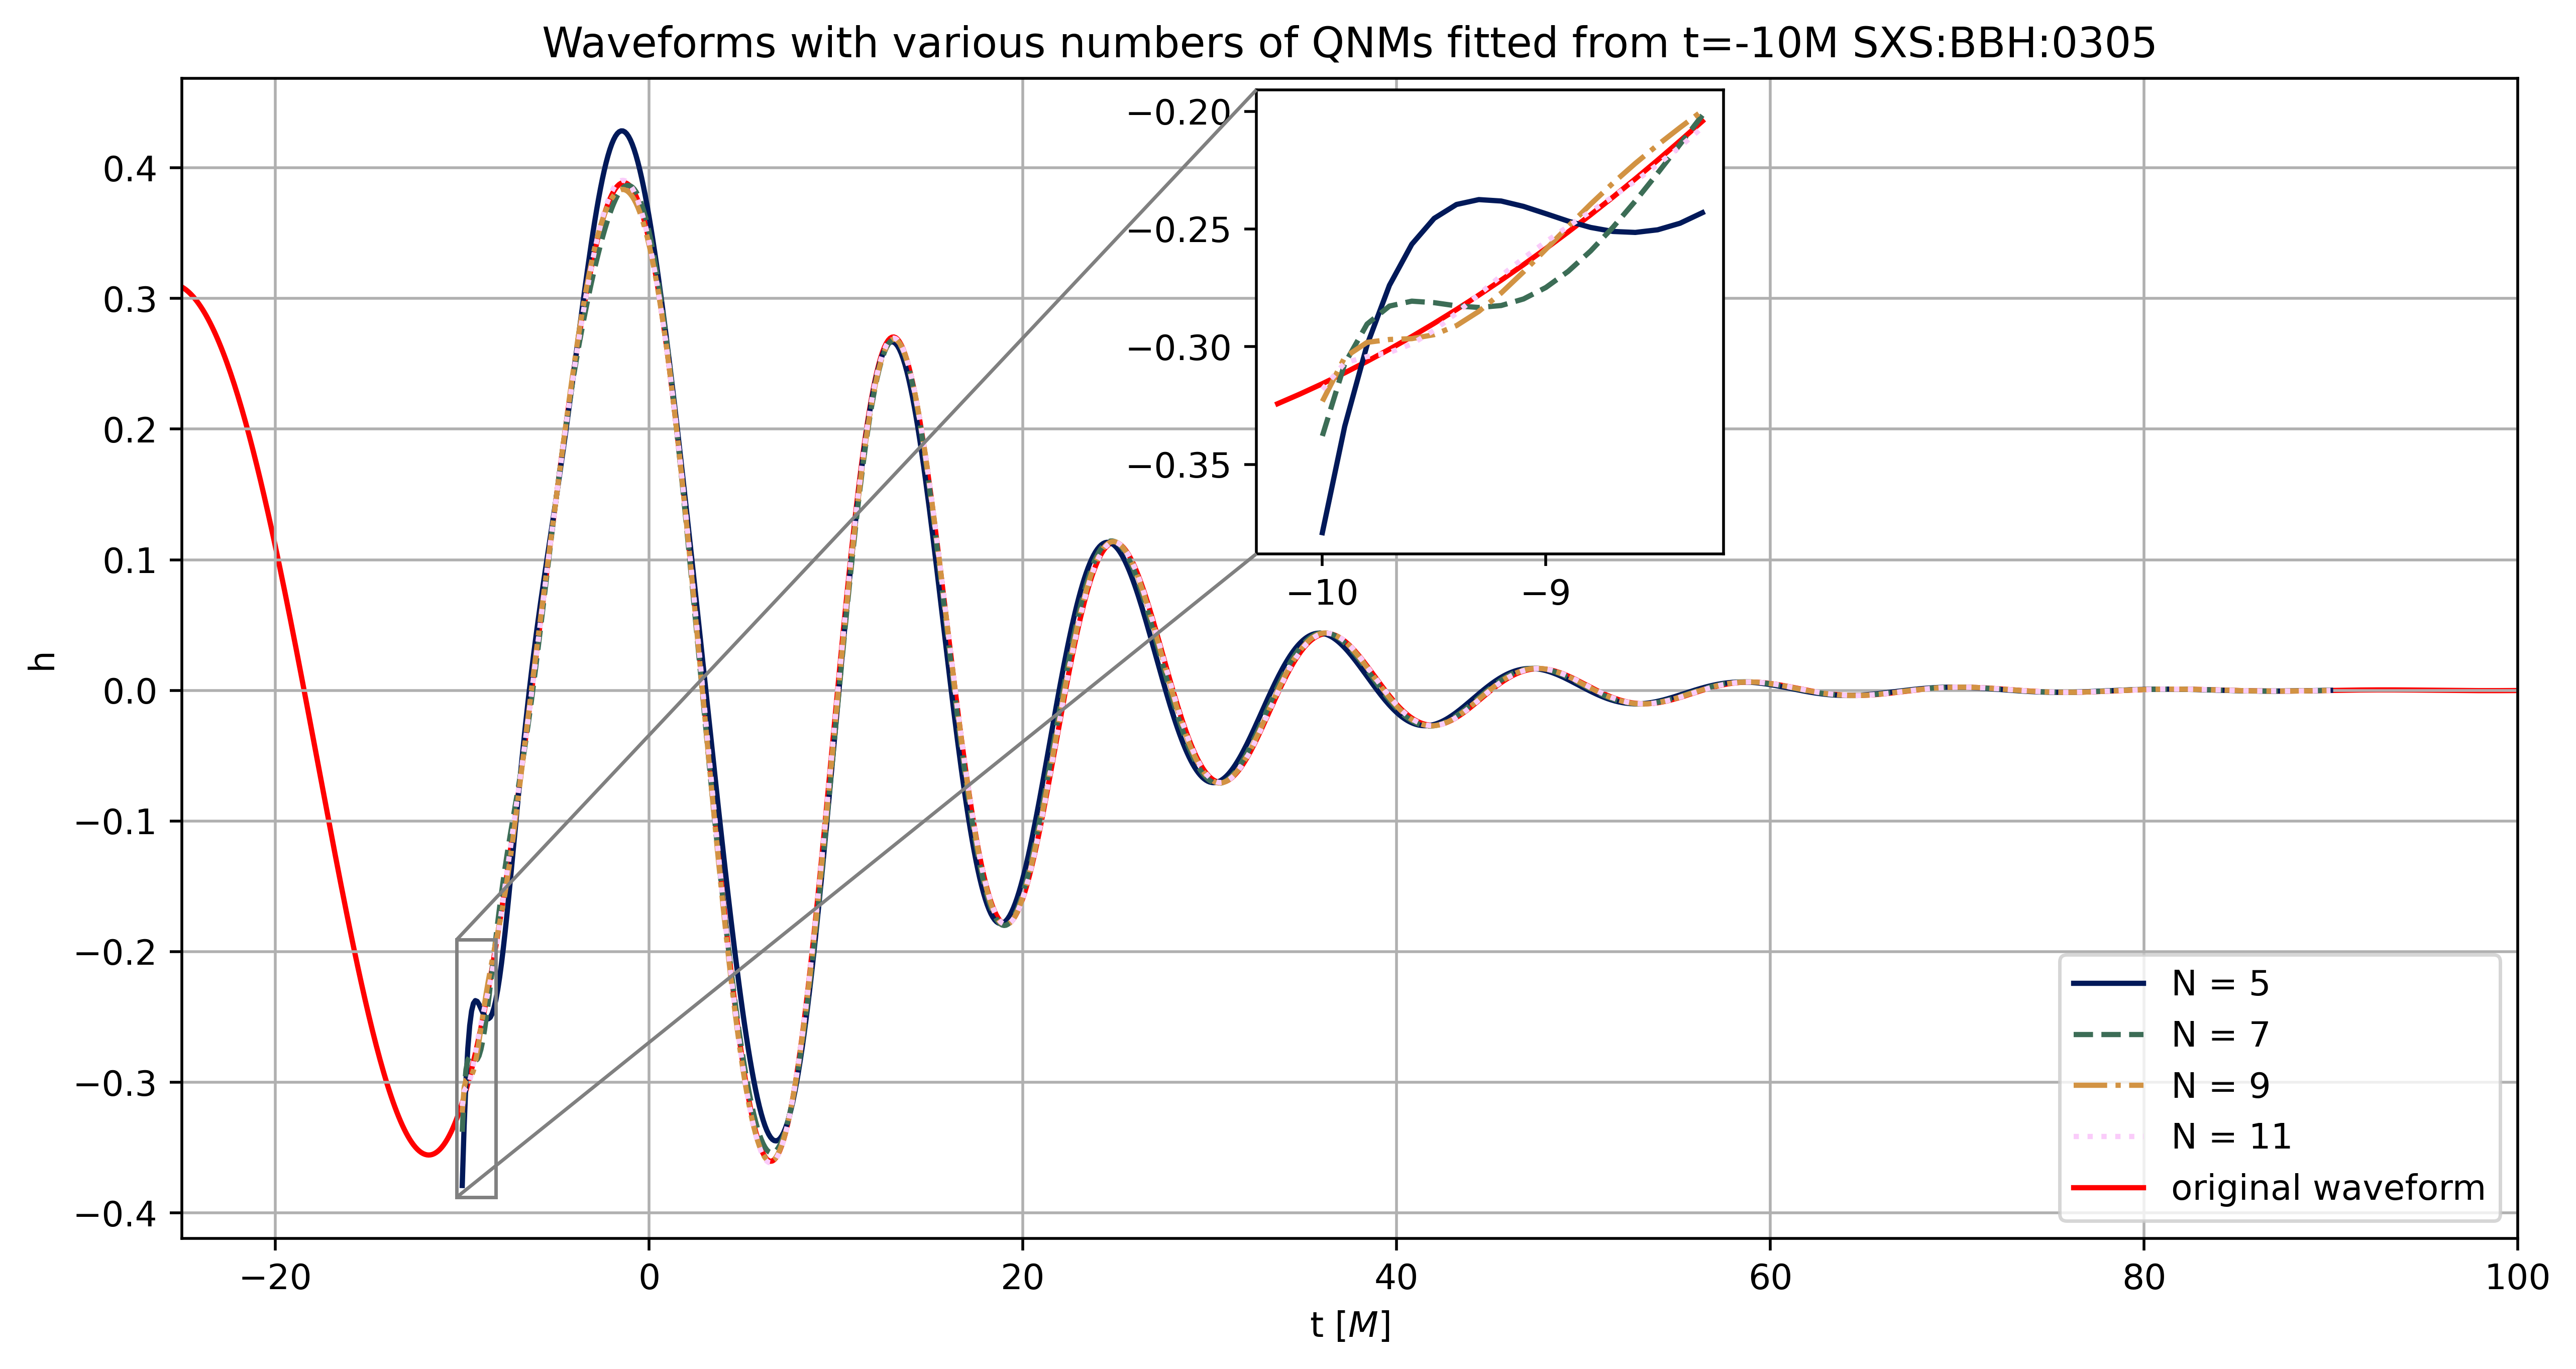 Waveforms with various numbers of QNMs fitted from t=-10M SXS:BBH:0305
h
0.4
0.3
0.2
0.1
0.0
−0.1
−0.2
−0.3
−0.4
−20
0
20
40
60
80
100
t [M]
−0.20
−0.25
−0.30
−0.35
−10
−9
N = 5
N = 7
N = 9
N = 11
original waveform